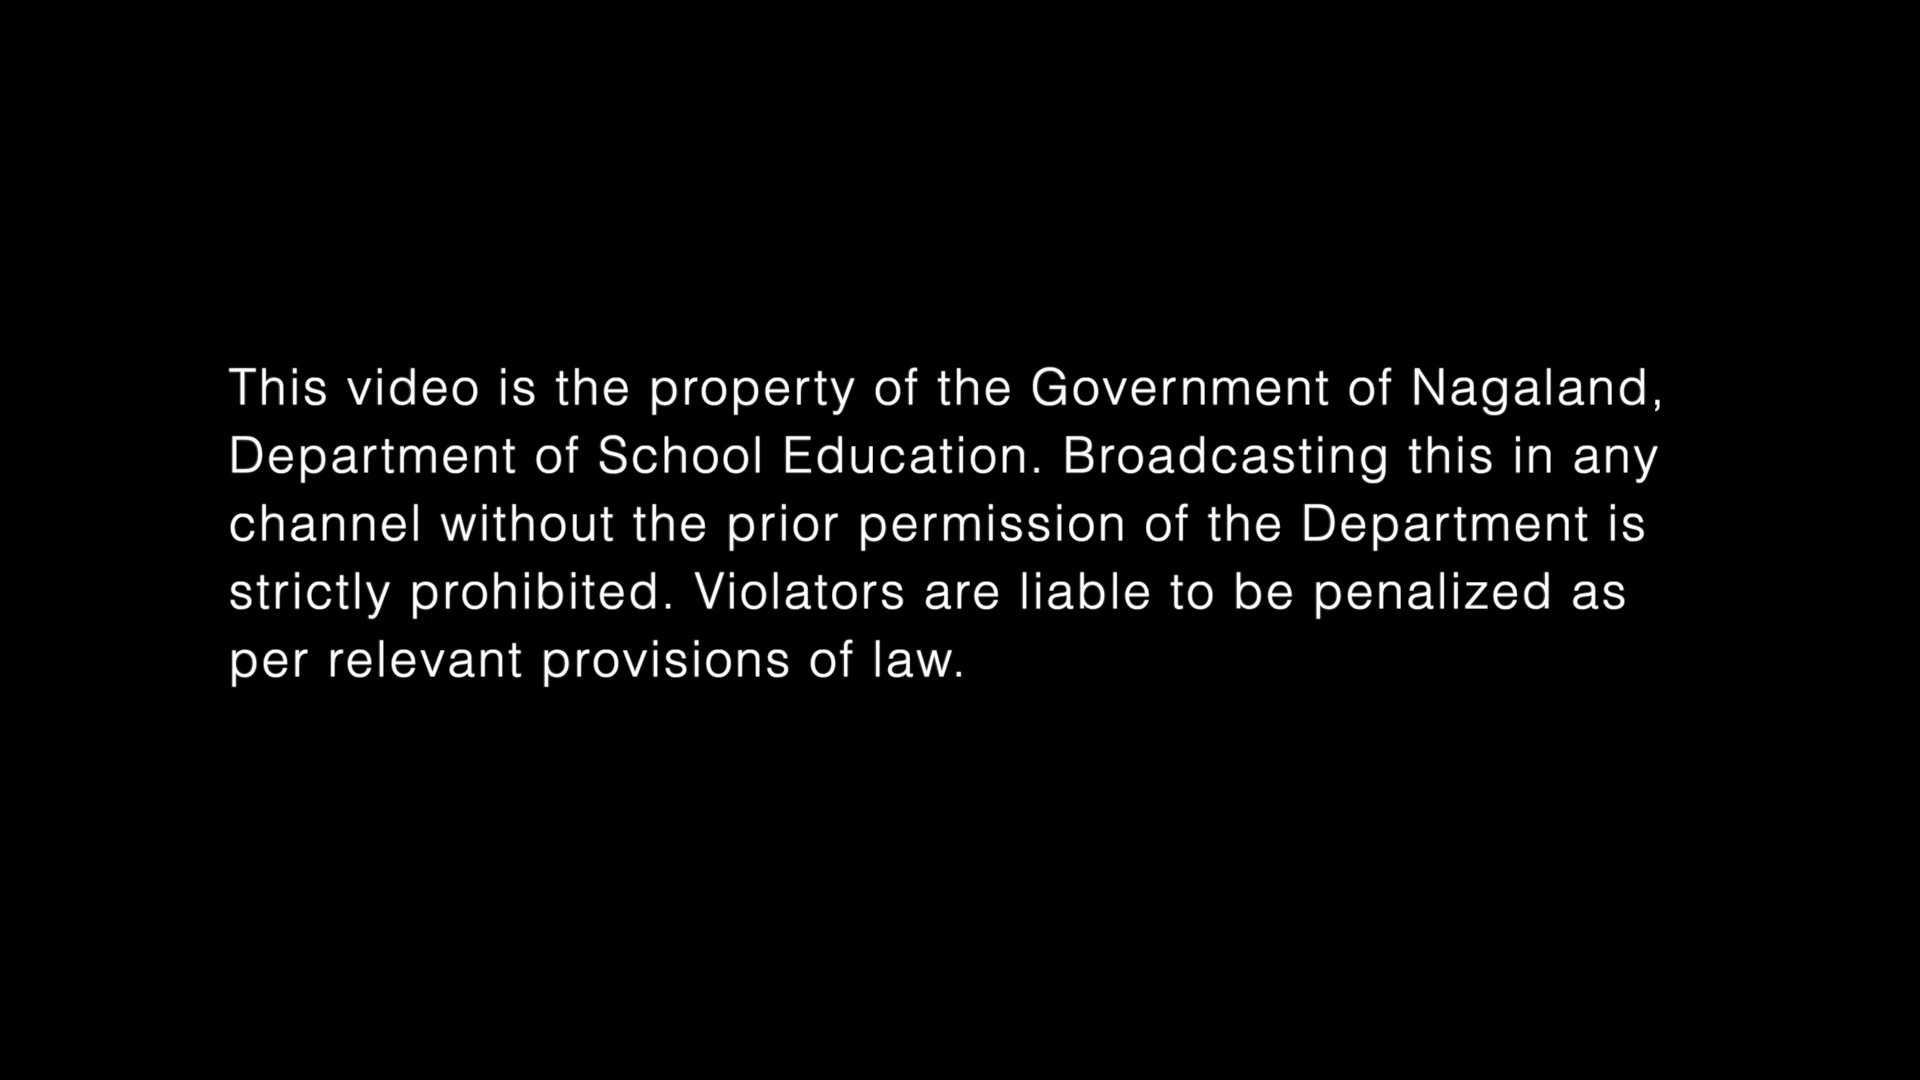 This video is the property of the Government of Nagaland,
Department of School Education. Broadcasting this in any
channel without the prior permission of the Department is
strictly prohibited. Violators are liable to be penalized as
per relevant provisions of law.